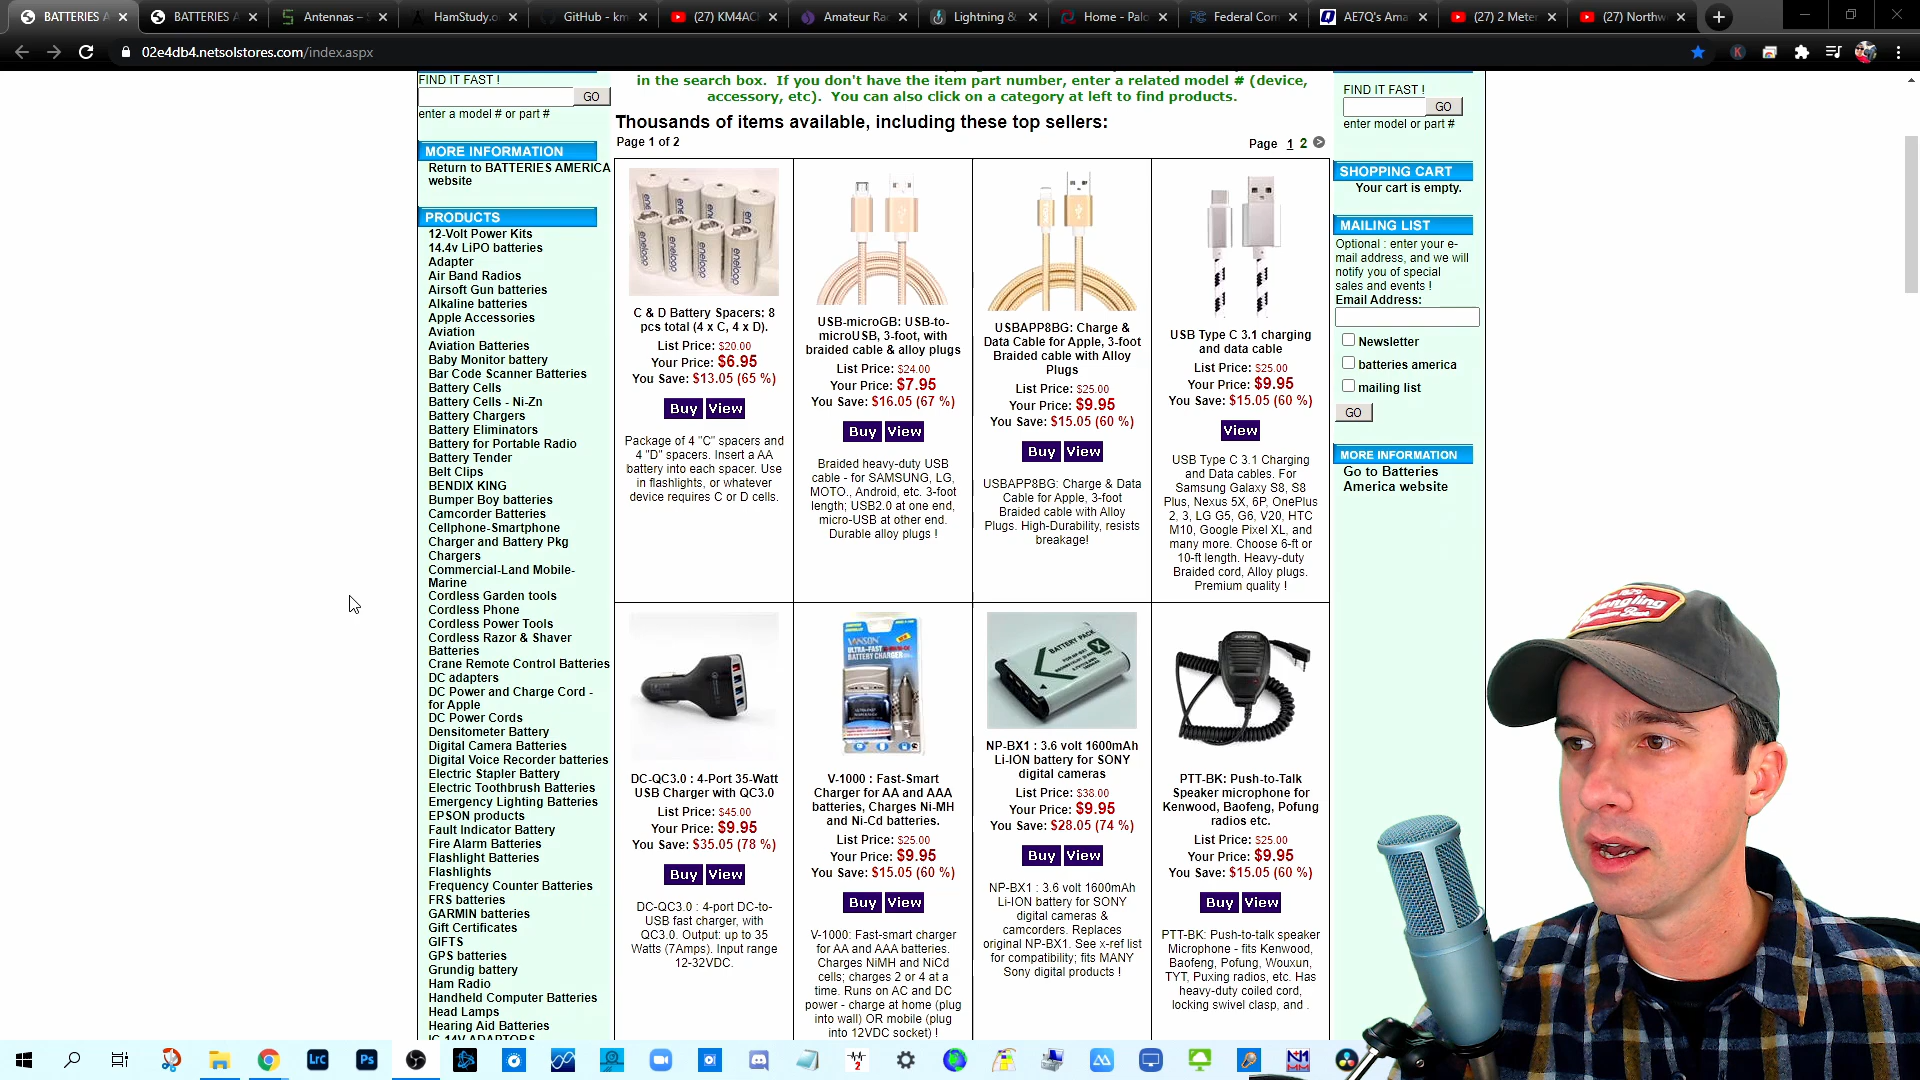 BATTERIES A
BATTERIES A
Antennas – S
HamStudy.o
GitHub - km
(27) KM4AC
Amateur Ra
Lightning &
Home - Palo
Federal Com
AE7Q's Ama
(27) 2 Meter
(27) Northw
02e4db4.netsolstores.com/index.aspx
FIND IT FAST !
GO
enter a model # or part #
MORE INFORMATION
Return to BATTERIES AMERICA
website
PRODUCTS
12-Volt Power Kits
14.4v LiPO batteries
Adapter
Air Band Radios
Airsoft Gun batteries
Alkaline batteries
Apple Accessories
Aviation
Aviation Batteries
Baby Monitor battery
Bar Code Scanner Batteries
Battery Cells
Battery Cells - Ni-Zn
Battery Chargers
Battery Eliminators
Battery for Portable Radio
Battery Tender
Belt Clips
BENDIX KING
Bumper Boy batteries
Camcorder Batteries
Cellphone-Smartphone
Charger and Battery Pkg
Chargers
Commercial-Land Mobile-
Marine
Cordless Garden tools
Cordless Phone
Cordless Power Tools
Cordless Razor & Shaver
Batteries
Crane Remote Control Batteries
DC adapters
DC Power and Charge Cord -
for Apple
DC Power Cords
Densitometer Battery
Digital Camera Batteries
Digital Voice Recorder batteries
Electric Stapler Battery
Electric Toothbrush Batteries
Emergency Lighting Batteries
EPSON products
Fault Indicator Battery
Fire Alarm Batteries
Flashlight Batteries
Flashlights
Frequency Counter Batteries
FRS batteries
GARMIN batteries
Gift Certificates
GIFTS
GPS batteries
Grundig battery
Ham Radio
Handheld Computer Batteries
Head Lamps
Hearing Aid Batteries
IC 14V ADAPTORS
in the search box. If you don't have the item part number, enter a related model # (device,
accessory, etc). You can also click on a category at left to find products.
Thousands of items available, including these top sellers:
Page 1 of 2
Page 1 2
eneloop eneloop eneloop eneloop
C & D Battery Spacers: 8
pcs total (4 x C, 4 x D).
List Price: $20.00
Your Price: $6.95
You Save: $13.05 (65 %)
Buy View
Package of 4 "C" spacers and
4 "D" spacers. Insert a AA
battery into each spacer. Use
in flashlights, or whatever
device requires C or D cells.
USB-microGB: USB-to-
microUSB, 3-foot, with
braided cable & alloy plugs
List Price: $24.00
Your Price: $7.95
You Save: $16.05 (67 %)
Buy View
Braided heavy-duty USB
cable - for SAMSUNG, LG,
MOTO., Android, etc. 3-foot
length; USB2.0 at one end,
micro-USB at other end.
Durable alloy plugs !
USBAPP8BG: Charge &
Data Cable for Apple, 3-foot
Braided cable with Alloy
Plugs
List Price: $25.00
Your Price: $9.95
You Save: $15.05 (60 %)
Buy View
USBAPP8BG: Charge & Data
Cable for Apple, 3-foot
Braided cable with Alloy
Plugs. High-Durability, resists
breakage!
USB Type C 3.1 charging
and data cable
List Price: $25.00
Your Price: $9.95
You Save: $15.05 (60 %)
View
USB Type C 3.1 Charging
and Data cables. For
Samsung Galaxy S8, S8
Plus, Nexus 5X, 6P, OnePlus
2, 3, LG G5, G6, V20, HTC
M10, Google Pixel XL, and
many more. Choose 6-ft or
10-ft length. Heavy-duty
Braided cord, Alloy plugs.
Premium quality !
DC-QC3.0 : 4-Port 35-Watt
USB Charger with QC3.0
List Price: $45.00
Your Price: $9.95
You Save: $35.05 (78 %)
Buy View
DC-QC3.0 : 4-port DC-to-
USB fast charger, with
QC3.0. Output: up to 35
Watts (7Amps). Input range
12-32VDC.
VANSON
ULTRA-FAST
BATTERY CHARGER
V-1000 : Fast-Smart
Charger for AA and AAA
batteries, Charges Ni-MH
and Ni-Cd batteries.
List Price: $25.00
Your Price: $9.95
You Save: $15.05 (60 %)
Buy View
V-1000: Fast-smart charger
for AA and AAA batteries.
Charges NiMH and NiCd
cells; charges 2 or 4 at a
time. Runs on AC and DC
power - charge at home (plug
into wall) OR mobile (plug
into 12VDC socket) !
BATTERY PACK
X
NP-BX1 : 3.6 volt 1600mAh
Li-ION battery for SONY
digital cameras
List Price: $38.00
Your Price: $9.95
You Save: $28.05 (74 %)
Buy View
NP-BX1 : 3.6 volt 1600mAh
Li-ION battery for SONY
digital cameras &
camcorders. Replaces
original NP-BX1. See x-ref list
for compatibility; fits MANY
Sony digital products !
PTT-BK: Push-to-Talk
Speaker microphone for
Kenwood, Baofeng, Pofung
radios etc.
List Price: $25.00
Your Price: $9.95
You Save: $15.05 (60 %)
Buy View
PTT-BK: Push-to-talk speaker
Microphone - fits Kenwood,
Baofeng, Pofung, Wouxun,
TYT, Puxing radios, etc. Has
heavy-duty coiled cord,
locking swivel clasp, and .
FIND IT FAST !
GO
enter model or part #
SHOPPING CART
Your cart is empty.
MAILING LIST
Optional : enter your e-
mail address, and we will
notify you of special
sales and events !
Email Address:
Newsletter
batteries america
mailing list
GO
MORE INFORMATION
Go to Batteries
America website
Lrc
Ps
2